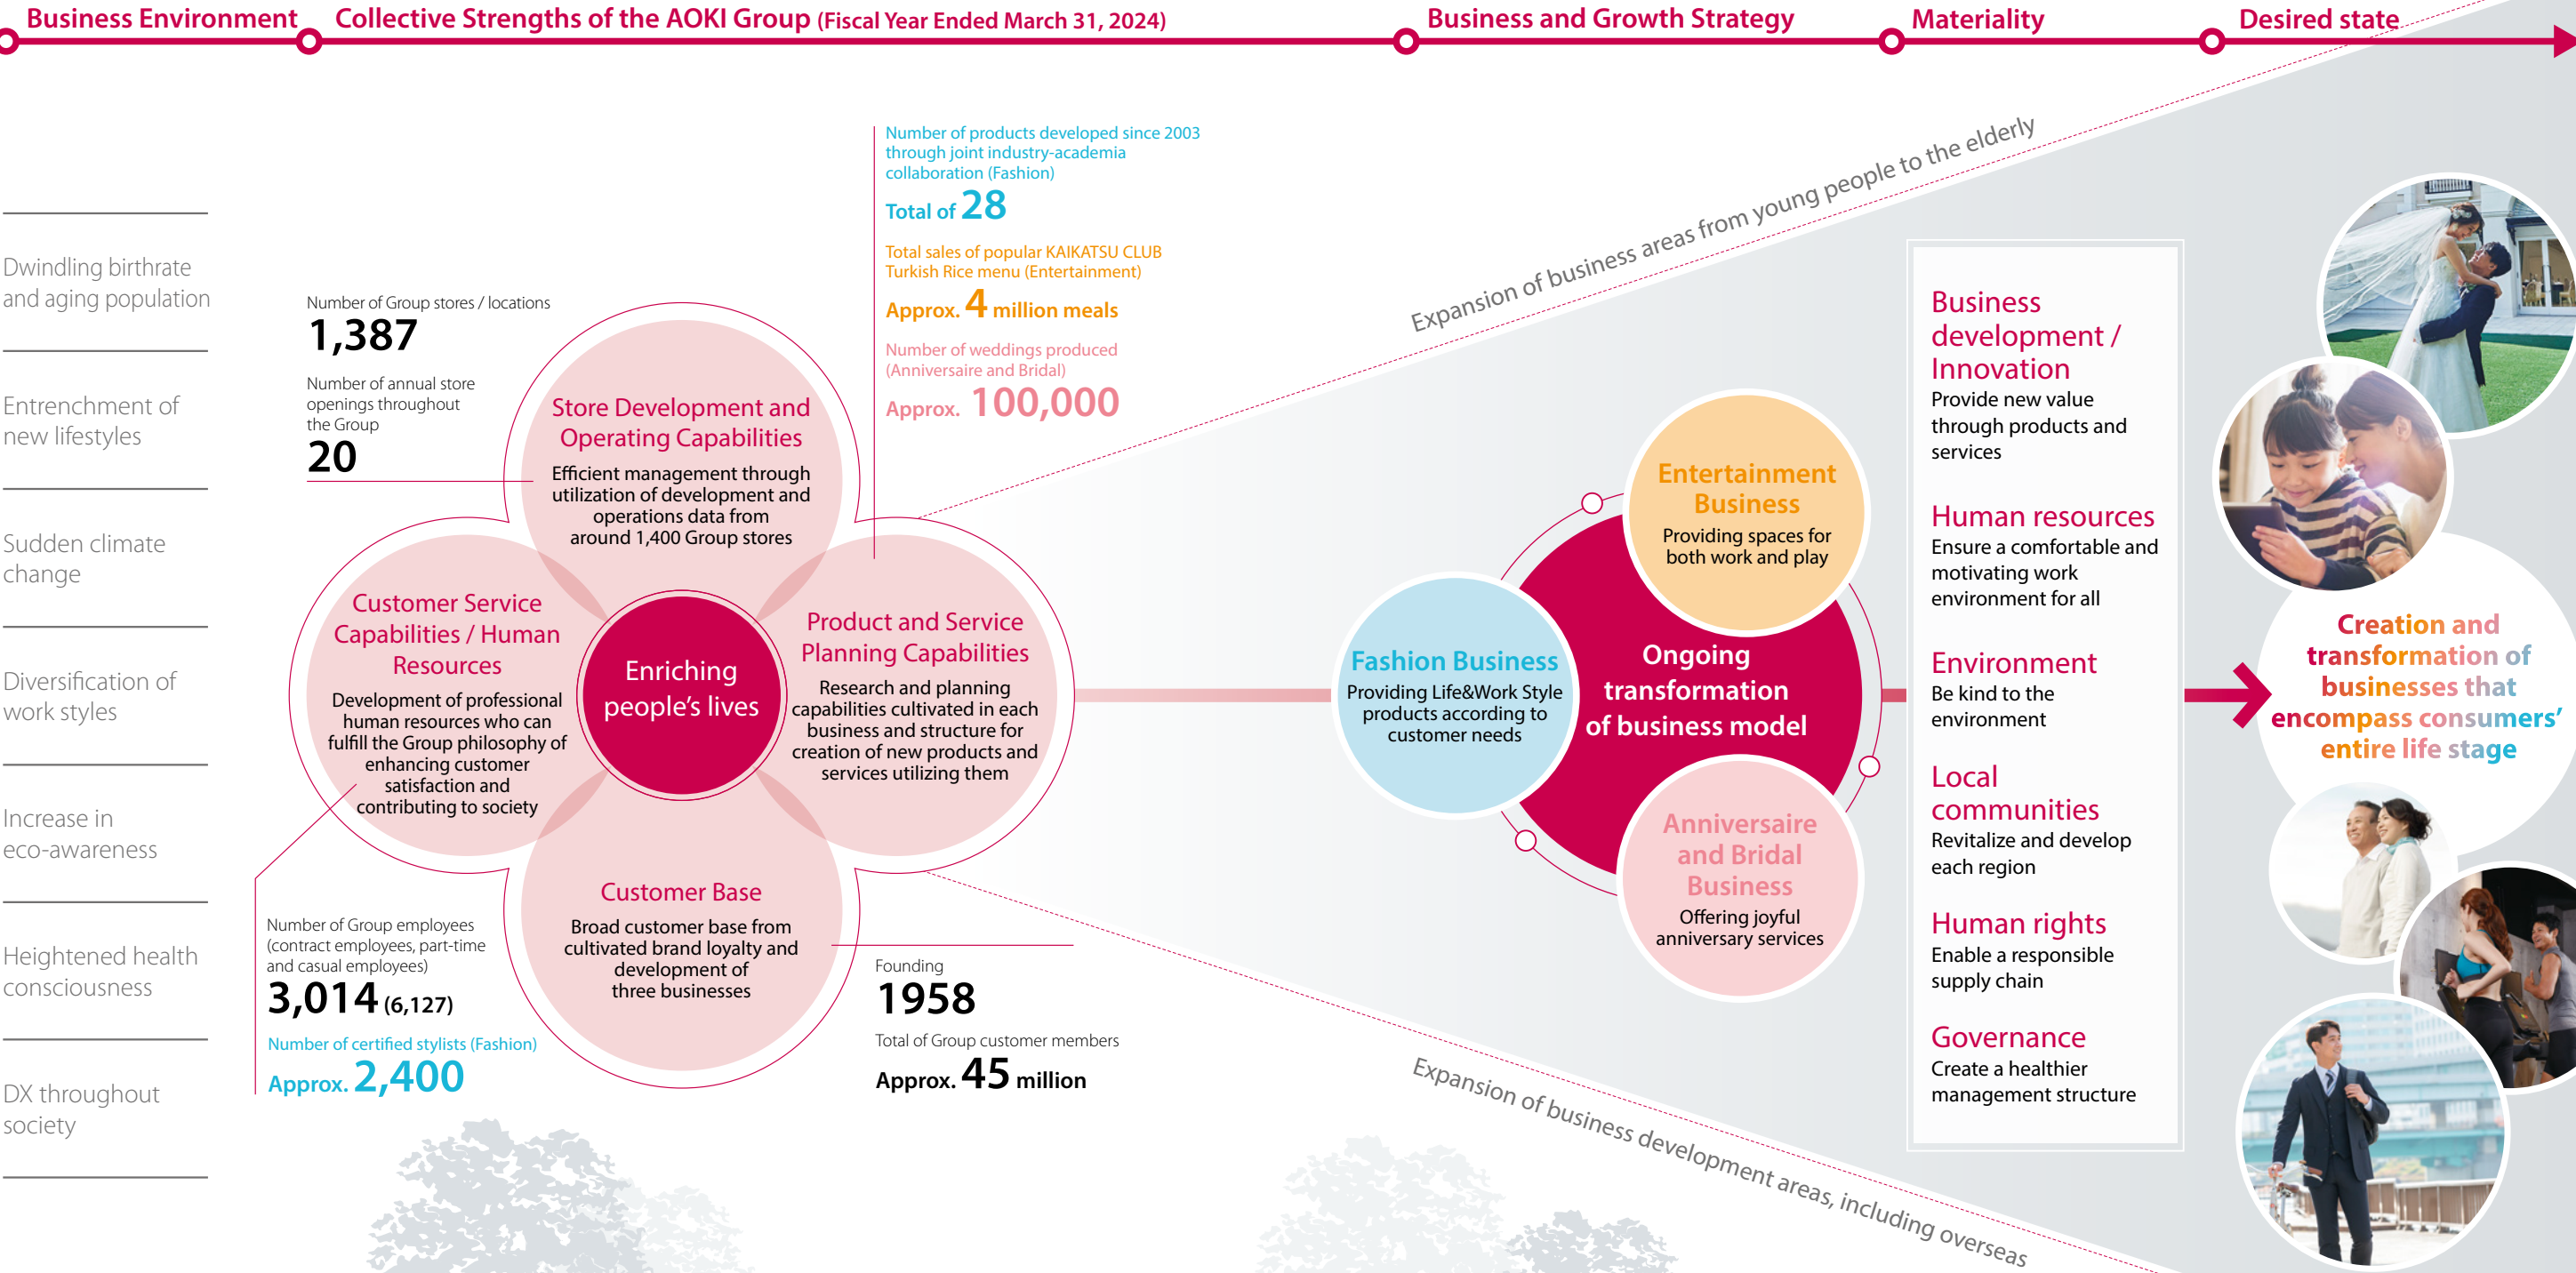 Business Environment
Collective Strengths of the AOKI Group (Fiscal Year Ended March 31, 2024)
Business and Growth Strategy
Materiality
Desired state
Dwindling birthrate
and aging population
Entrenchment of
new lifestyles
Sudden climate
change
Diversification of
work styles
Increase in
eco-awareness
Heightened health
consciousness
DX throughout
society
Number of Group stores / locations
1,387
Number of annual store
openings throughout
the Group
20
Store Development and
Operating Capabilities
Efficient management through
utilization of development and
operations data from
around 1,400 Group stores
Number of products developed since 2003
through joint industry-academia
collaboration (Fashion)
Total of 28
Total sales of popular KAIKATSU CLUB
Turkish Rice menu (Entertainment)
Approx. 4 million meals
Number of weddings produced
(Anniversaire and Bridal)
Approx. 100,000
Customer Service
Capabilities / Human
Resources
Development of professional
human resources who can
fulfill the Group philosophy of
enhancing customer
satisfaction and
contributing to society
Enriching
people's lives
Product and Service
Planning Capabilities
Research and planning
capabilities cultivated in each
business and structure for
creation of new products and
services utilizing them
Customer Base
Broad customer base from
cultivated brand loyalty and
development of
three businesses
Number of Group employees
(contract employees, part-time
and casual employees)
3,014 (6,127)
Number of certified stylists (Fashion)
Approx. 2,400
Founding
1958
Total of Group customer members
Approx. 45 million
Expansion of business areas from young people to the elderly
Entertainment
Business
Providing spaces for
both work and play
Fashion Business
Providing Life&Work Style
products according to
customer needs
Ongoing
transformation
of business model
Anniversaire
and Bridal
Business
Offering joyful
anniversary services
Expansion of business development areas, including overseas
Business
development /
Innovation
Provide new value
through products and
services
Human resources
Ensure a comfortable and
motivating work
environment for all
Environment
Be kind to the
environment
Local
communities
Revitalize and develop
each region
Human rights
Enable a responsible
supply chain
Governance
Create a healthier
management structure
Creation and
transformation of
businesses that
encompass consumers'
entire life stage